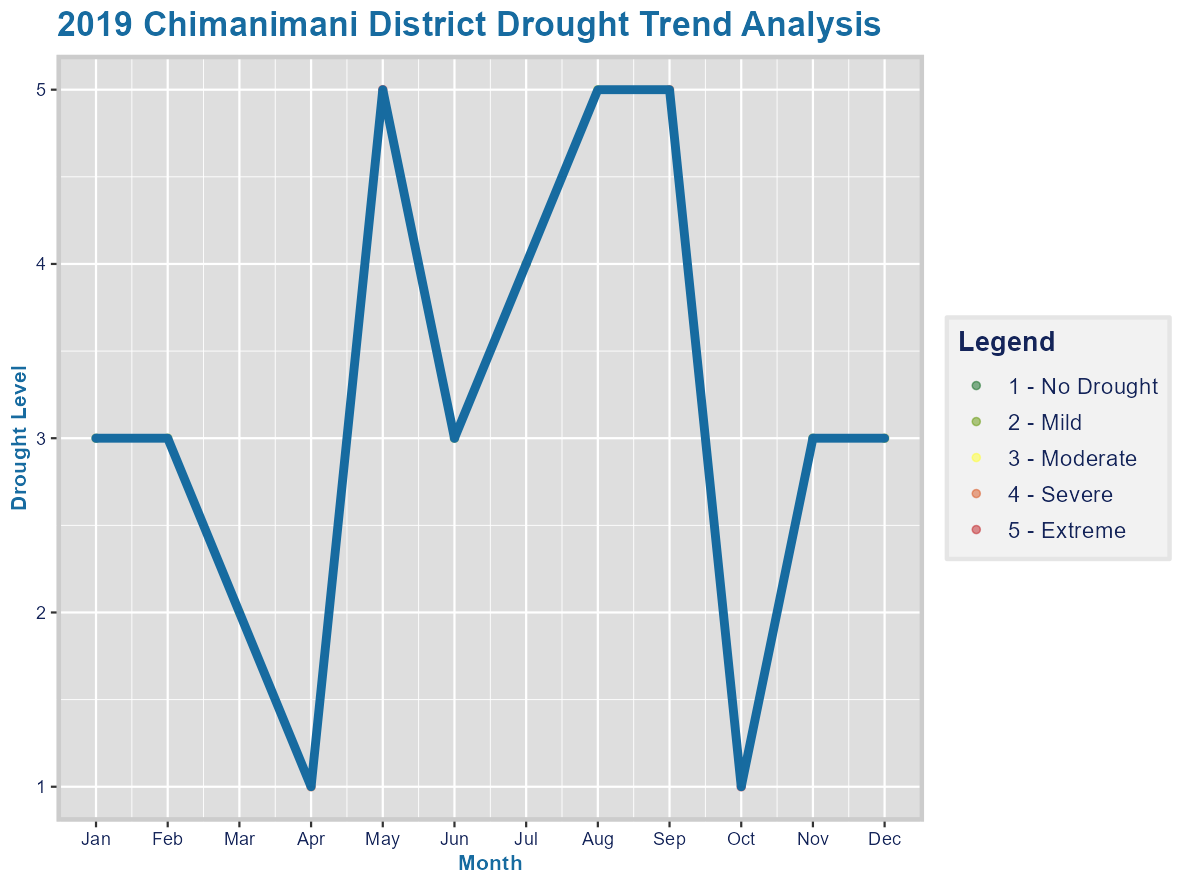 2019 Chimanimani District Drought Trend Analysis
Drought Level
5
4
3
2
1
Jan Feb Mar Apr May Jun Jul Aug Sep Oct Nov Dec
Month
Legend
1 - No Drought
2 - Mild
3 - Moderate
4 - Severe
5 - Extreme